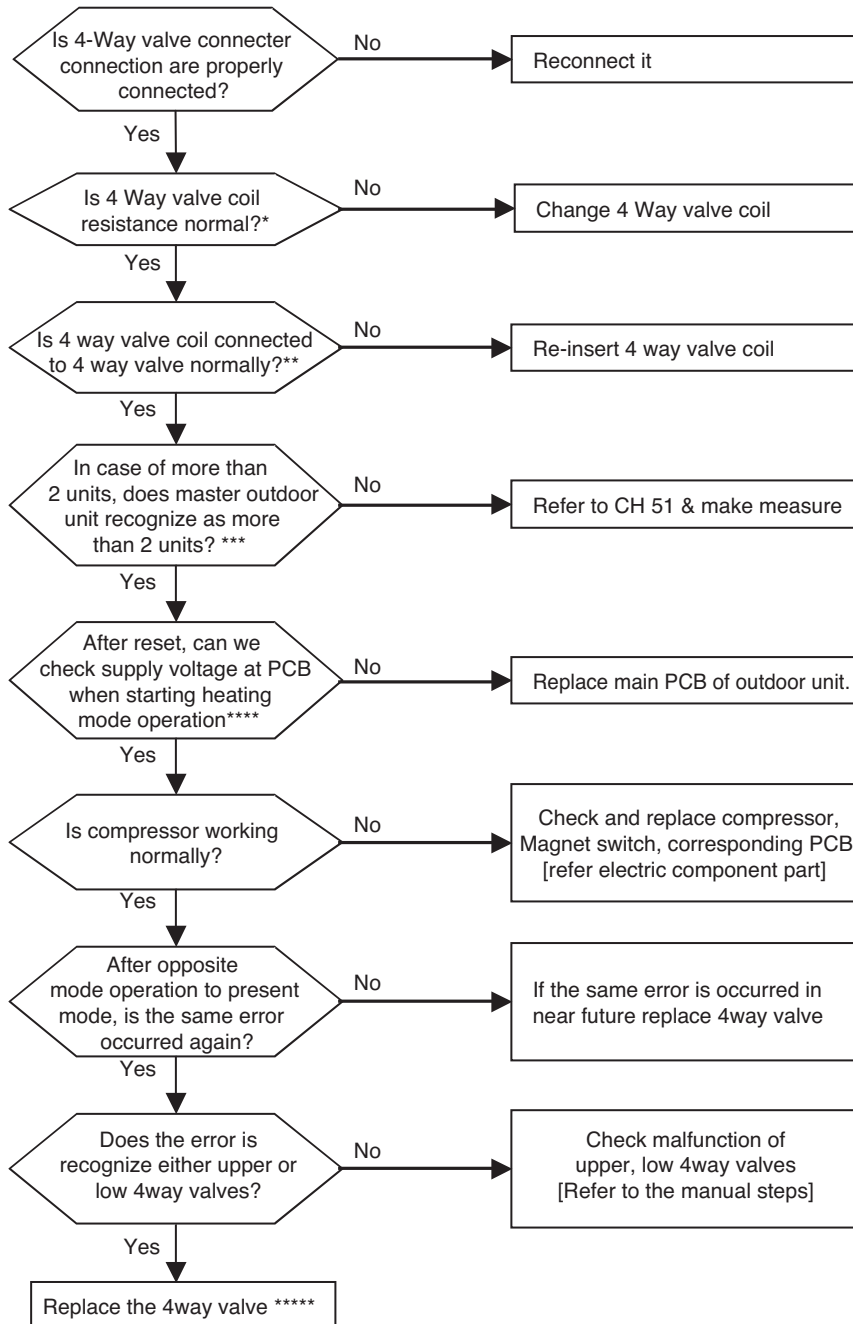 Is 4-Way valve connecter
connection are properly
connected?
No
Reconnect it
Yes
Is 4 Way valve coil
resistance normal?*
No
Change 4 Way valve coil
Yes
Is 4 way valve coil connected
to 4 way valve normally?**
No
Re-insert 4 way valve coil
Yes
In case of more than
2 units, does master outdoor
unit recognize as more
than 2 units? ***
No
Refer to CH 51 & make measure
Yes
After reset, can we
check supply voltage at PCB
when starting heating
mode operation****
No
Replace main PCB of outdoor unit.
Yes
Is compressor working
normally?
No
Check and replace compressor,
Magnet switch, corresponding PCB
[refer electric component part]
Yes
After opposite
mode operation to present
mode, is the same error
occurred again?
No
If the same error is occurred in
near future replace 4way valve
Yes
Does the error is
recognize either upper or
low 4way valves?
No
Check malfunction of
upper, low 4way valves
[Refer to the manual steps]
Yes
Replace the 4way valve *****